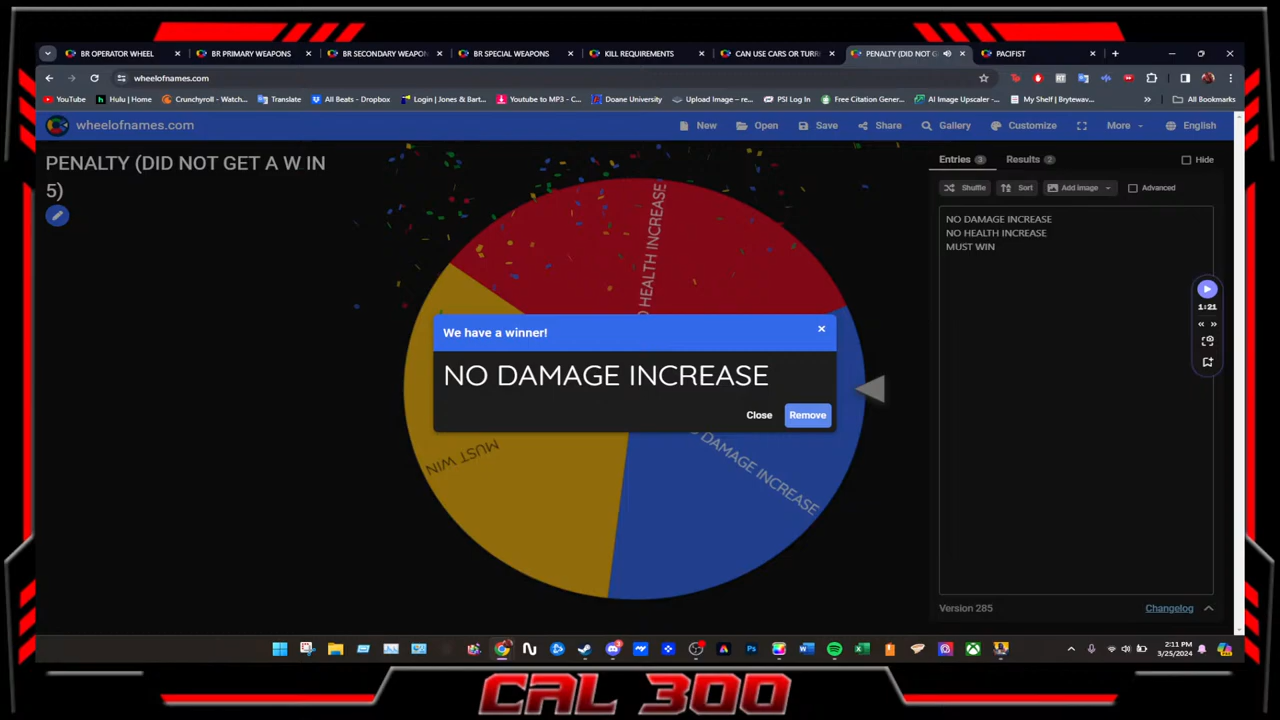 BR OPERATOR WHEEL
BR PRIMARY WEAPONS
BR SECONDARY WEAPON
BR SPECIAL WEAPONS
KILL REQUIREMENTS
CAN USE CARS OR TURR
PENALTY (DID NOT GET A
PACIFIST
wheelofnames.com
YouTube
Hulu | Home
Crunchyroll - Watch...
Translate
All Beats - Dropbox
Login | Jones & Bart...
Youtube to MP3 - C...
Doane University
Upload Image – re...
PSI Log In
Free Citation Gener...
AI Image Upscaler -...
My Shelf | Brytewav...
All Bookmarks
wheelofnames.com
New
Open
Save
Share
Gallery
Customize
More
English
PENALTY (DID NOT GET A W IN
5)
Entries 3
Results 2
Hide
Shuffle
Sort
Add image
Advanced
NO DAMAGE INCREASE
NO HEALTH INCREASE
MUST WIN
HEALTH INCREASE
MUST WIN
DAMAGE INCREASE
We have a winner!
NO DAMAGE INCREASE
Close
Remove
1:21
Version 285
Changelog
2:11 PM
3/25/2024
CAL 300